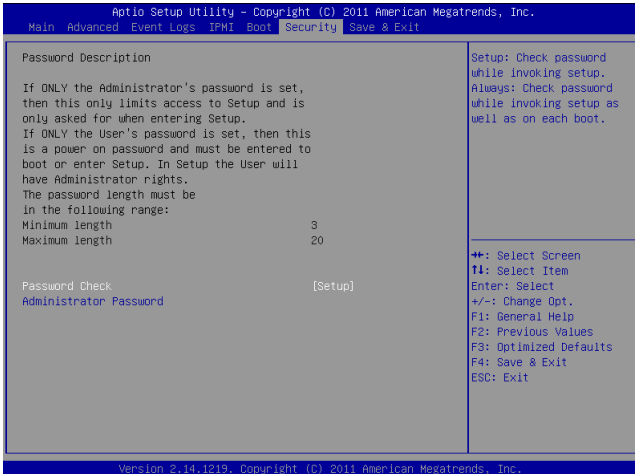 Aptio Setup Utility – Copyright (C) 2011 American Megatrends, Inc.
Main Advanced Event Logs IPMI Boot Security Save & Exit
Password Description
If ONLY the Administrator's password is set,
then this only limits access to Setup and is
only asked for when entering Setup.
If ONLY the User's password is set, then this
is a power on password and must be entered to
boot or enter Setup. In Setup the User will
have Administrator rights.
The password length must be
in the following range:
Minimum length 3
Maximum length 20
Password Check [Setup]
Administrator Password
Setup: Check password
while invoking setup.
Always: Check password
while invoking setup as
well as on each boot.
→←: Select Screen
↑↓: Select Item
Enter: Select
+/-: Change Opt.
F1: General Help
F2: Previous Values
F3: Optimized Defaults
F4: Save & Exit
ESC: Exit
Version 2.14.1219. Copyright (C) 2011 American Megatrends, Inc.